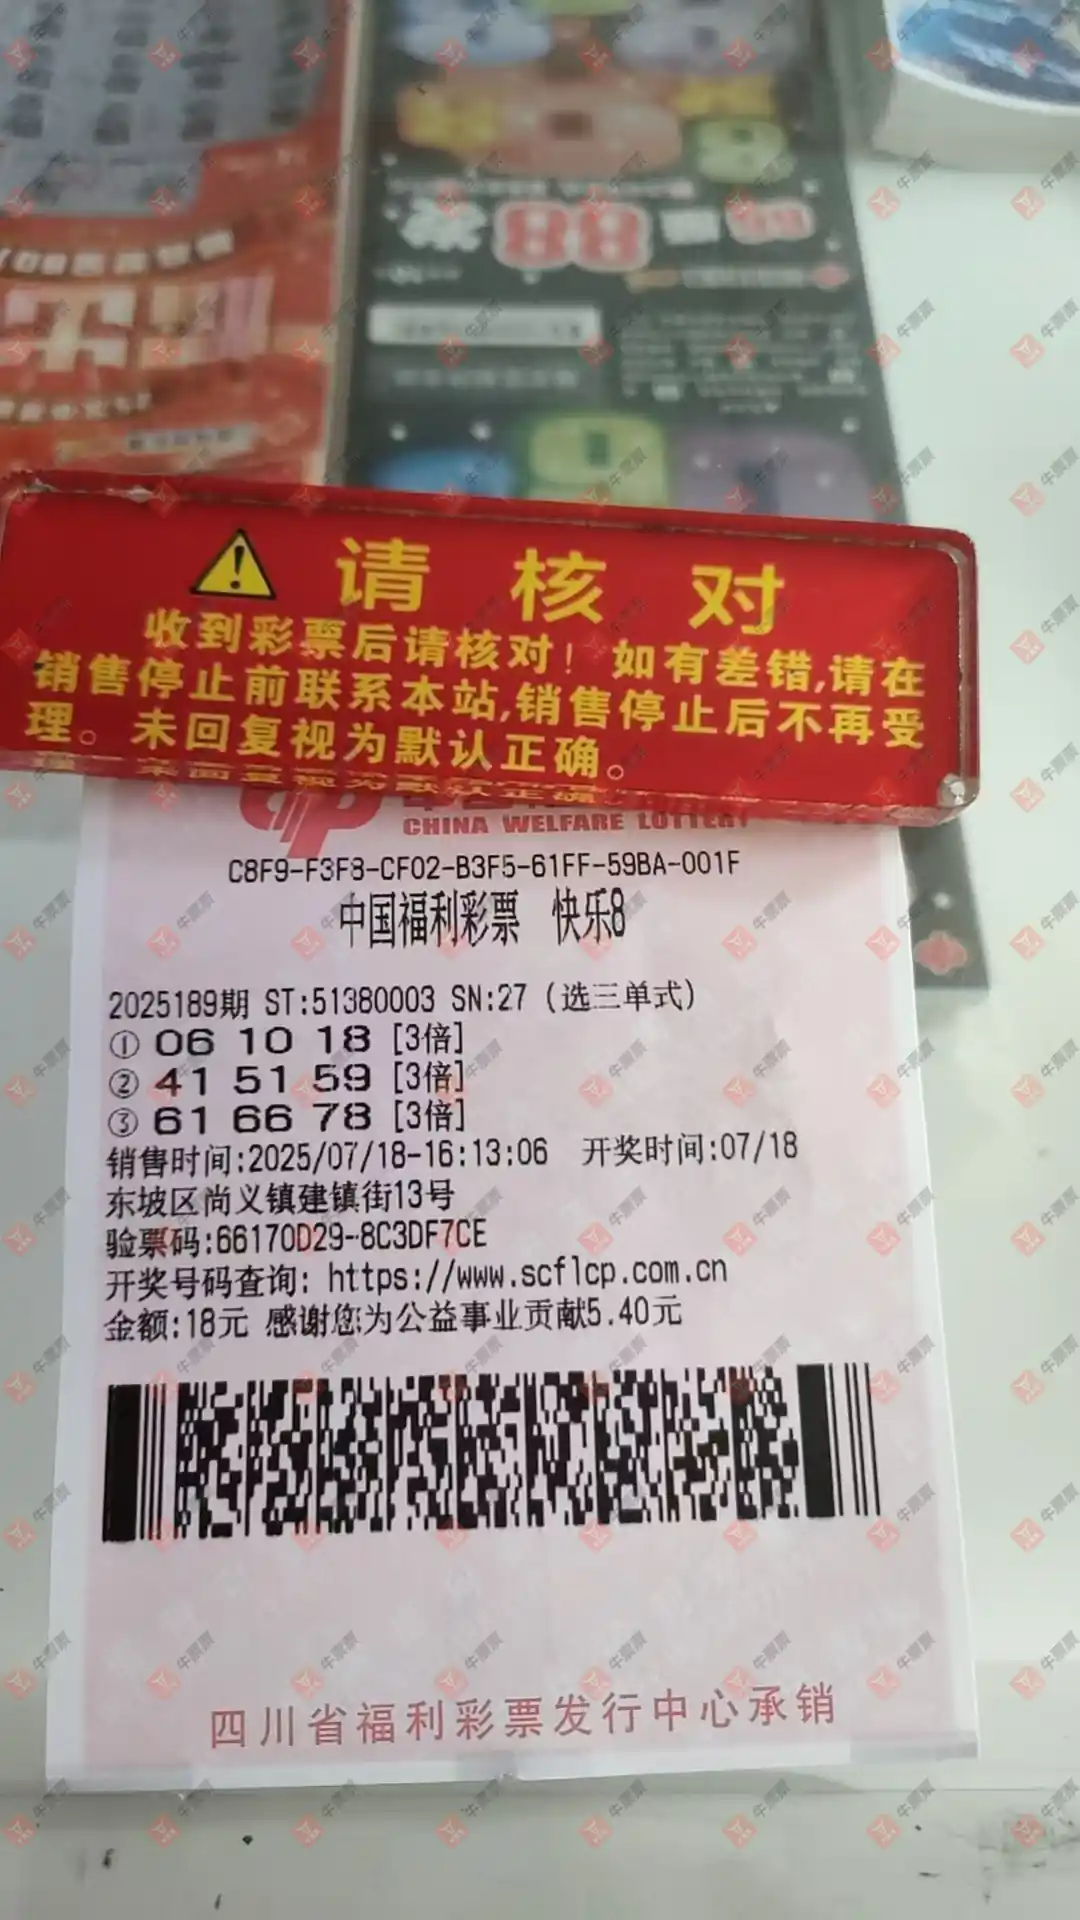 88
请核对
收到彩票后请核对！如有差错,请在
销售停止前联系本站,销售停止后不再受
理。未回复视为默认正确。
CHINA WELFARE LOTTERY
C8F9-F3F8-CF02-B3F5-61FF-59BA-001F
中国福利彩票 快乐8
2025189期 ST:51380003 SN:27 (选三单式)
① 06 10 18 [3倍]
② 41 51 59 [3倍]
③ 61 66 78 [3倍]
销售时间:2025/07/18-16:13:06 开奖时间:07/18
东坡区尚义镇建镇街13号
验票码:66170D29-8C3DF7CE
开奖号码查询: https://www.scflcp.com.cn
金额:18元 感谢您为公益事业贡献5.40元
四川省福利彩票发行中心承销
牛票票